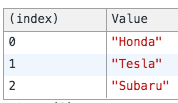 (index) Value
0 "Honda"
1 "Tesla"
2 "Subaru"